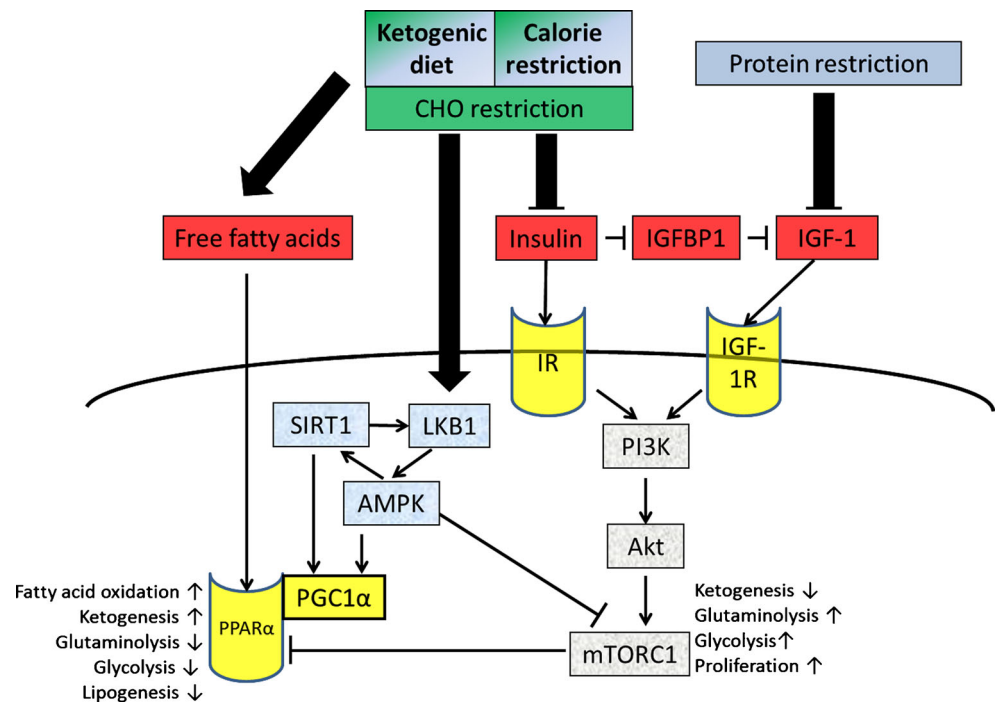 Ketogenic
diet
Calorie
restriction
CHO restriction
Protein restriction
Free fatty acids
Insulin
IGFBP1
IGF-1
IR
IGF-
1R
SIRT1
LKB1
PI3K
AMPK
Akt
PGC1α
PPARα
mTORC1
Fatty acid oxidation ↑
Ketogenesis ↑
Glutaminolysis ↓
Glycolysis ↓
Lipogenesis ↓
Ketogenesis ↓
Glutaminolysis ↑
Glycolysis↑
Proliferation ↑